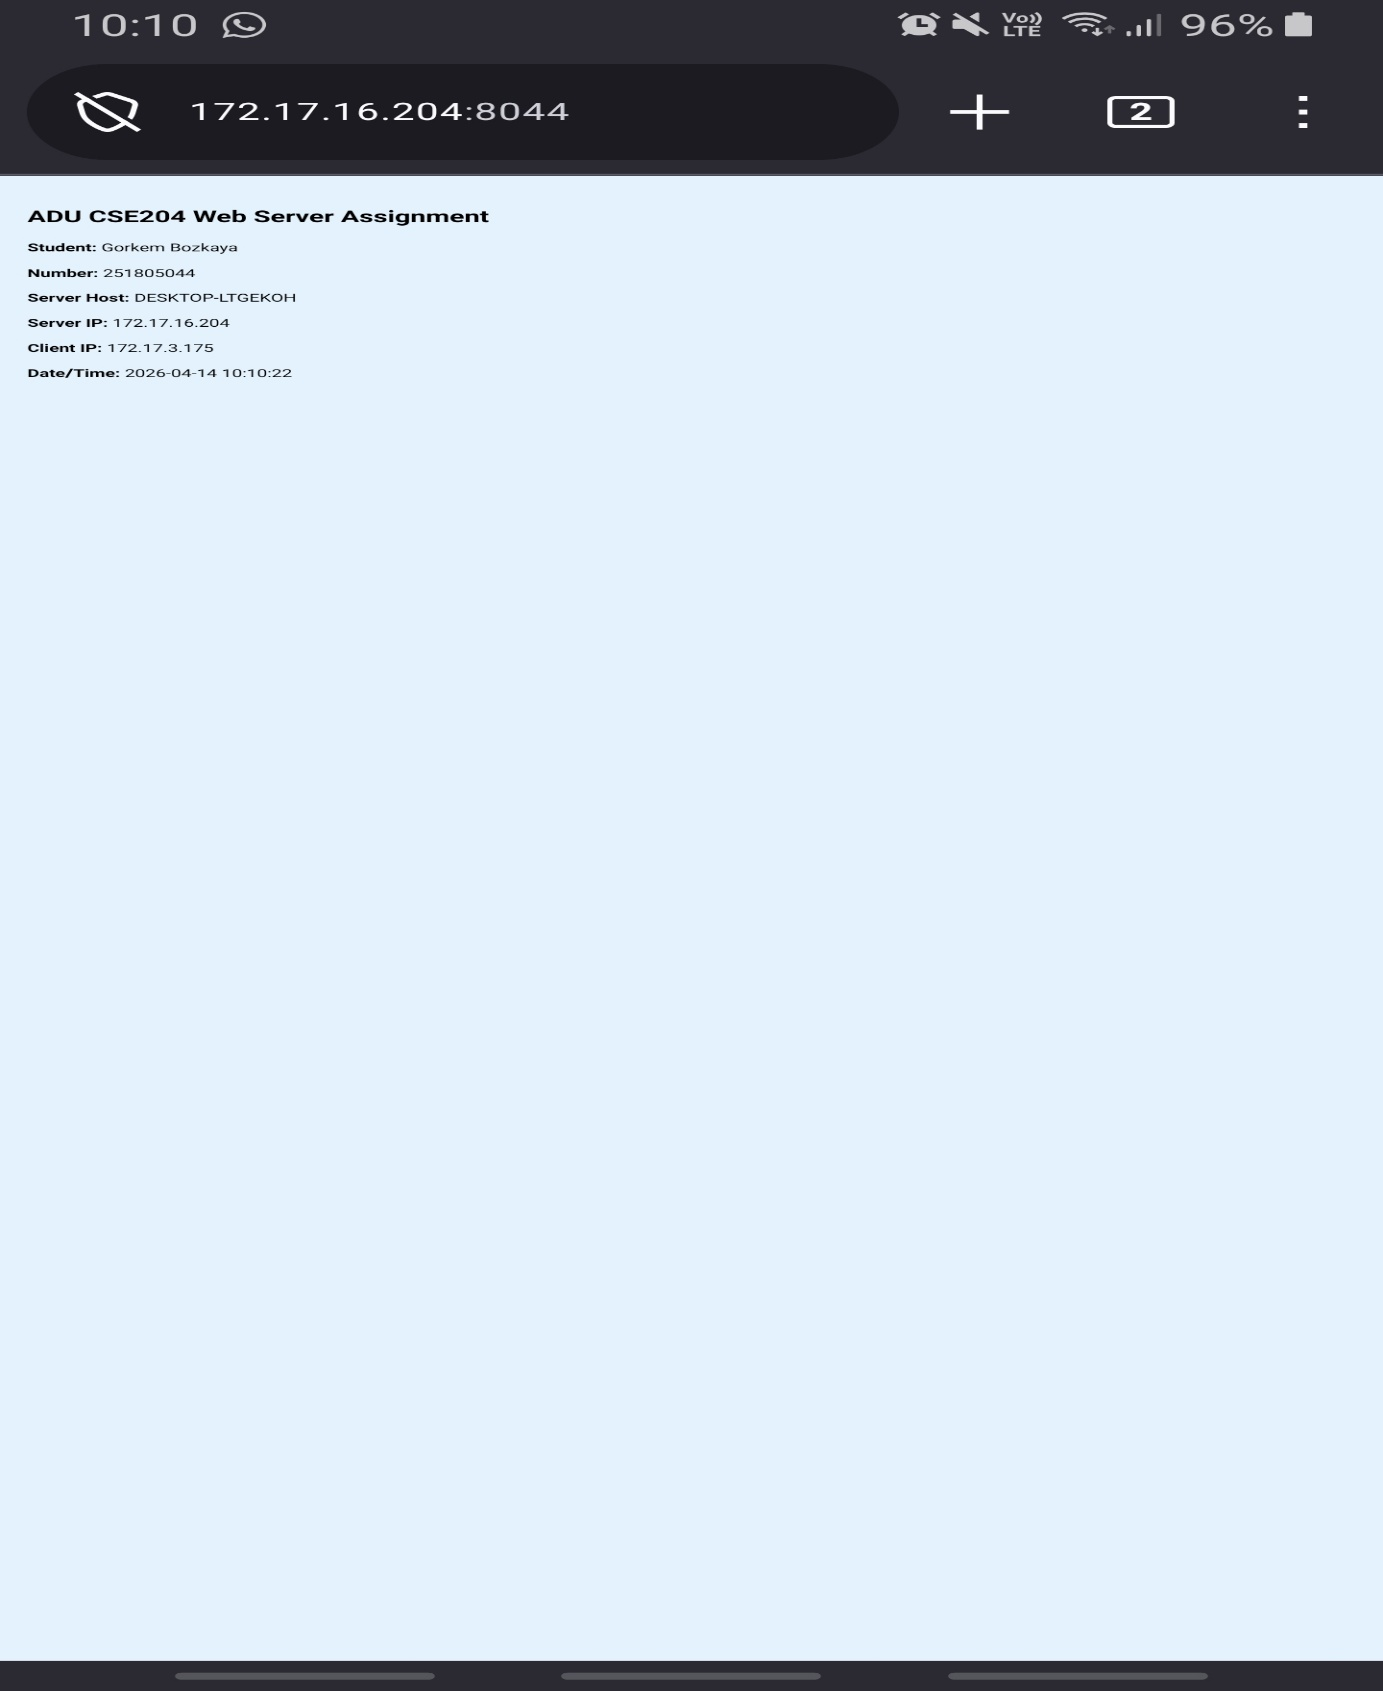 10:10 Vo)) LTE 96%
172.17.16.204:8044 2
ADU CSE204 Web Server Assignment
Student: Gorkem Bozkaya
Number: 251805044
Server Host: DESKTOP-LTGEKOH
Server IP: 172.17.16.204
Client IP: 172.17.3.175
Date/Time: 2026-04-14 10:10:22